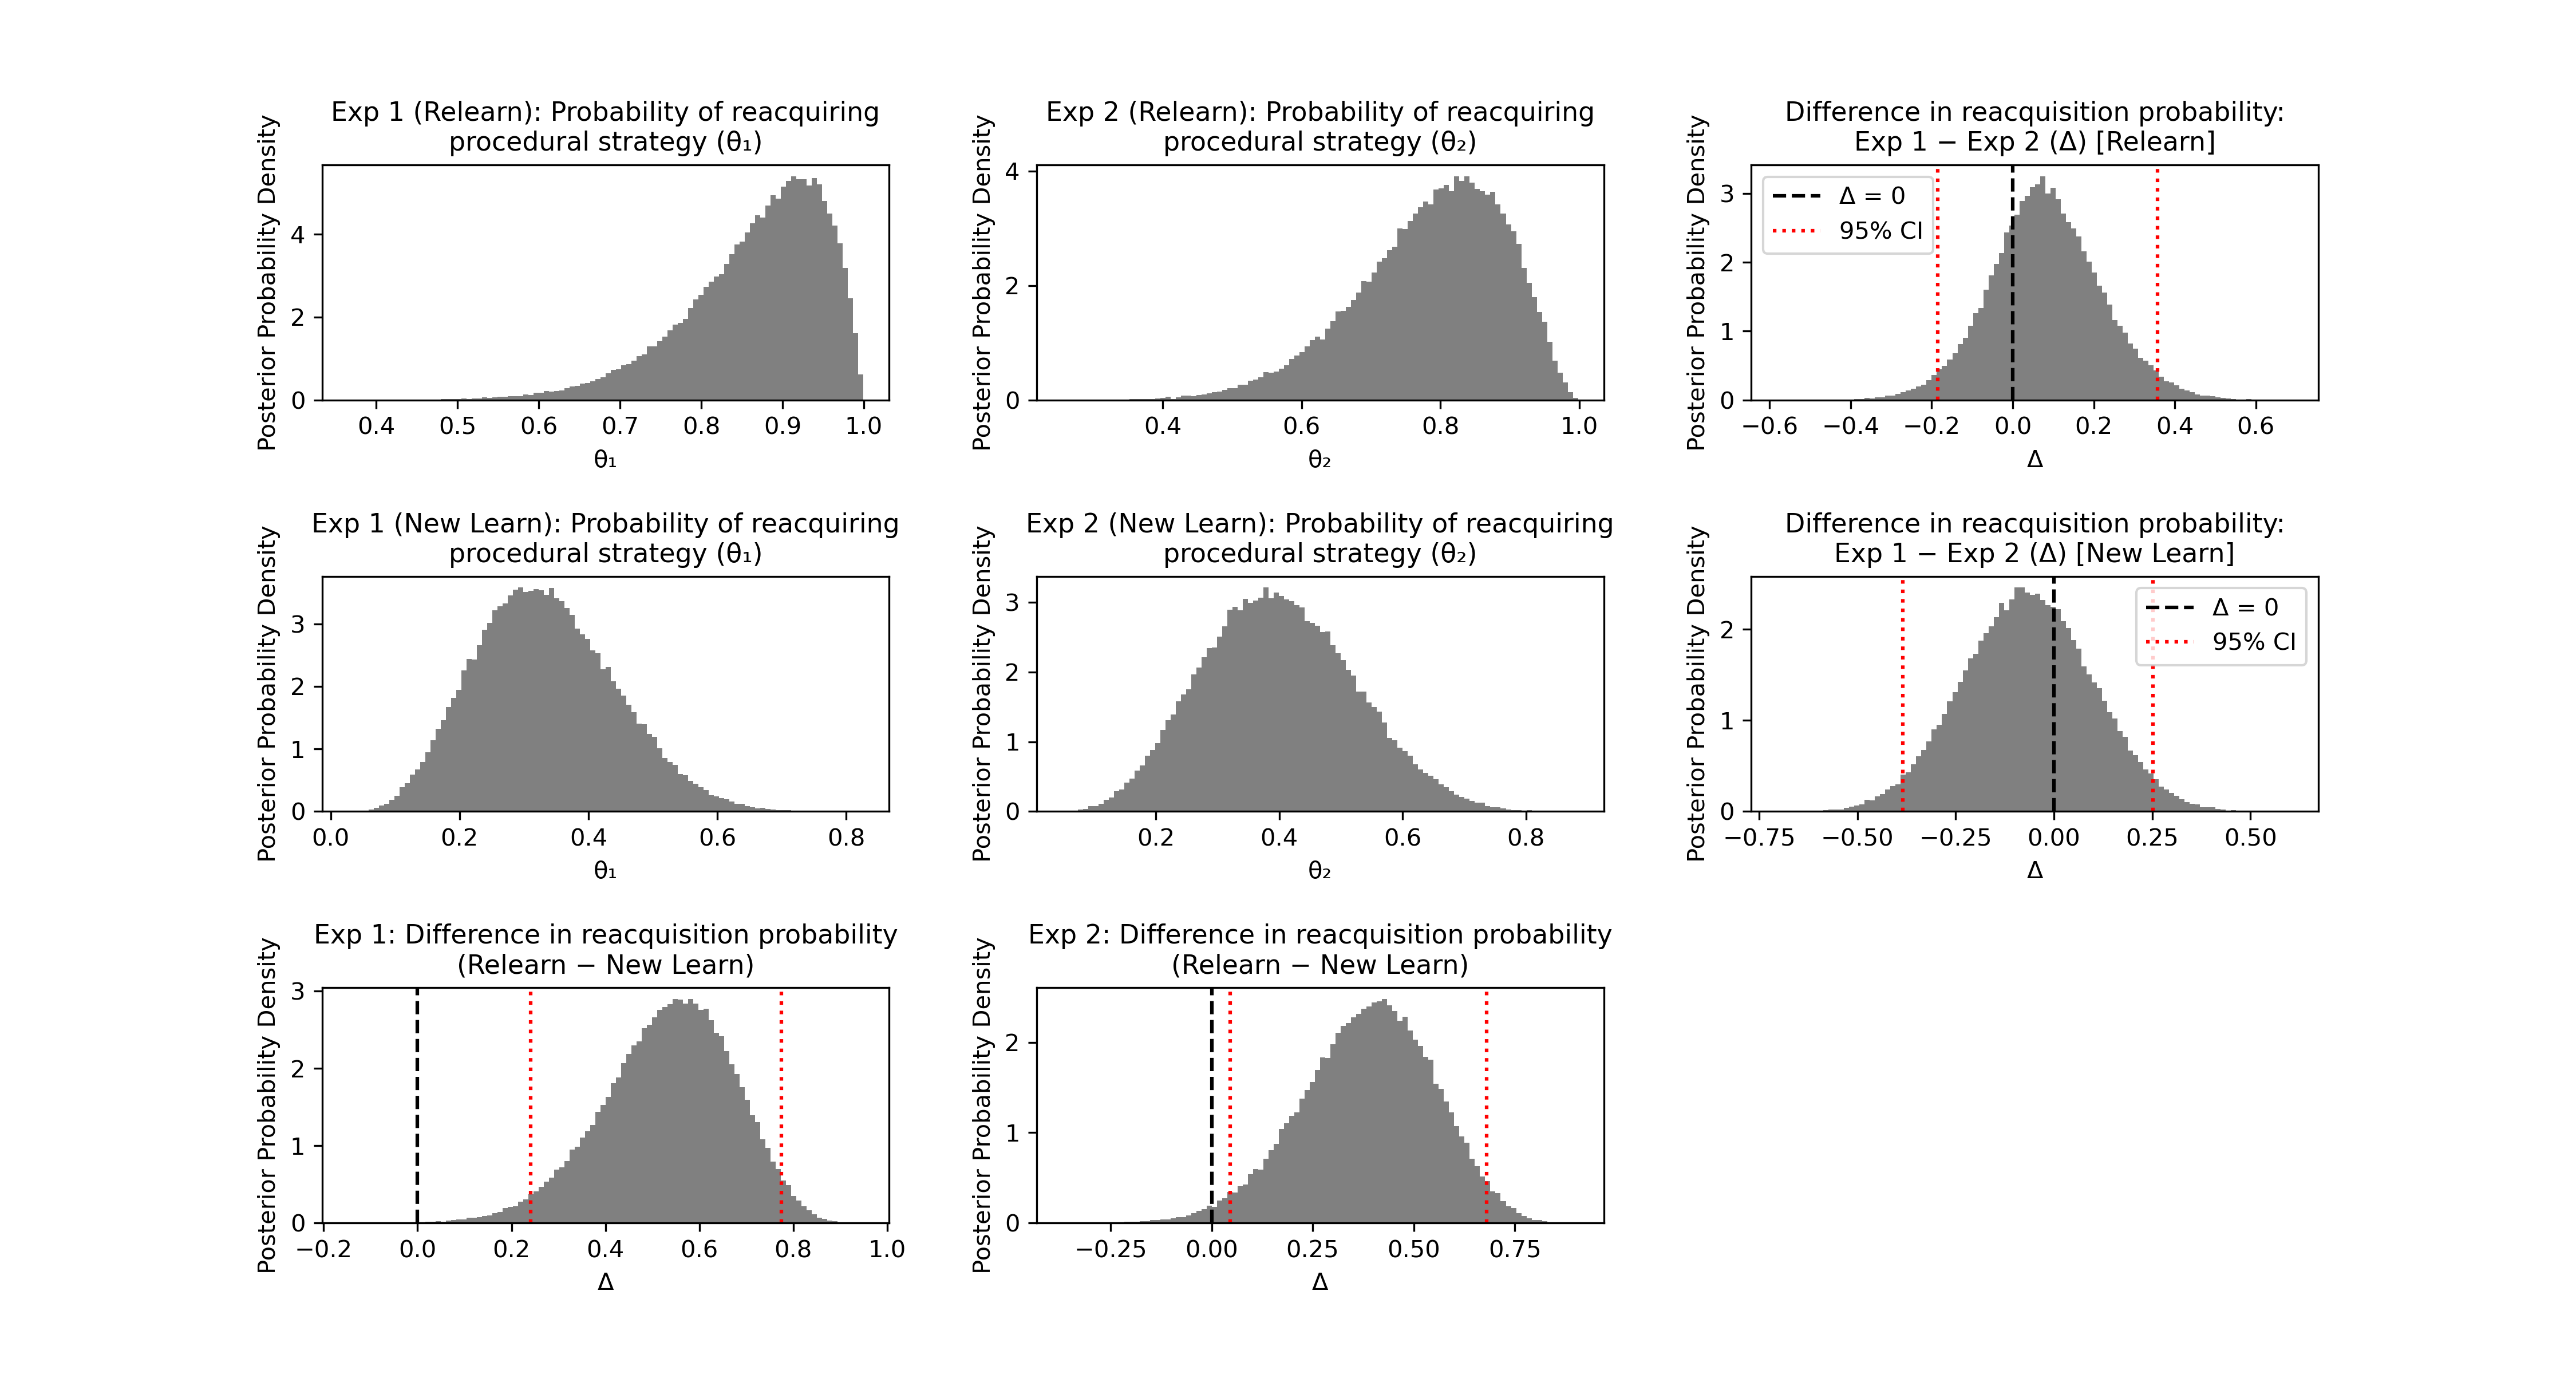 Exp 1 (Relearn): Probability of reacquiring
procedural strategy (θ₁)
Posterior Probability Density
4
2
0
0.4 0.5 0.6 0.7 0.8 0.9 1.0
θ₁
Exp 2 (Relearn): Probability of reacquiring
procedural strategy (θ₂)
Posterior Probability Density
4
2
0
0.4 0.6 0.8 1.0
θ₂
Difference in reacquisition probability:
Exp 1 − Exp 2 (Δ) [Relearn]
Posterior Probability Density
3
2
1
0
Δ = 0
95% CI
−0.6 −0.4 −0.2 0.0 0.2 0.4 0.6
Δ
Exp 1 (New Learn): Probability of reacquiring
procedural strategy (θ₁)
Posterior Probability Density
3
2
1
0
0.0 0.2 0.4 0.6 0.8
θ₁
Exp 2 (New Learn): Probability of reacquiring
procedural strategy (θ₂)
Posterior Probability Density
3
2
1
0
0.2 0.4 0.6 0.8
θ₂
Difference in reacquisition probability:
Exp 1 − Exp 2 (Δ) [New Learn]
Posterior Probability Density
2
1
0
Δ = 0
95% CI
−0.75 −0.50 −0.25 0.00 0.25 0.50
Δ
Exp 1: Difference in reacquisition probability
(Relearn − New Learn)
Posterior Probability Density
3
2
1
0
−0.2 0.0 0.2 0.4 0.6 0.8 1.0
Δ
Exp 2: Difference in reacquisition probability
(Relearn − New Learn)
Posterior Probability Density
2
1
0
−0.25 0.00 0.25 0.50 0.75
Δ